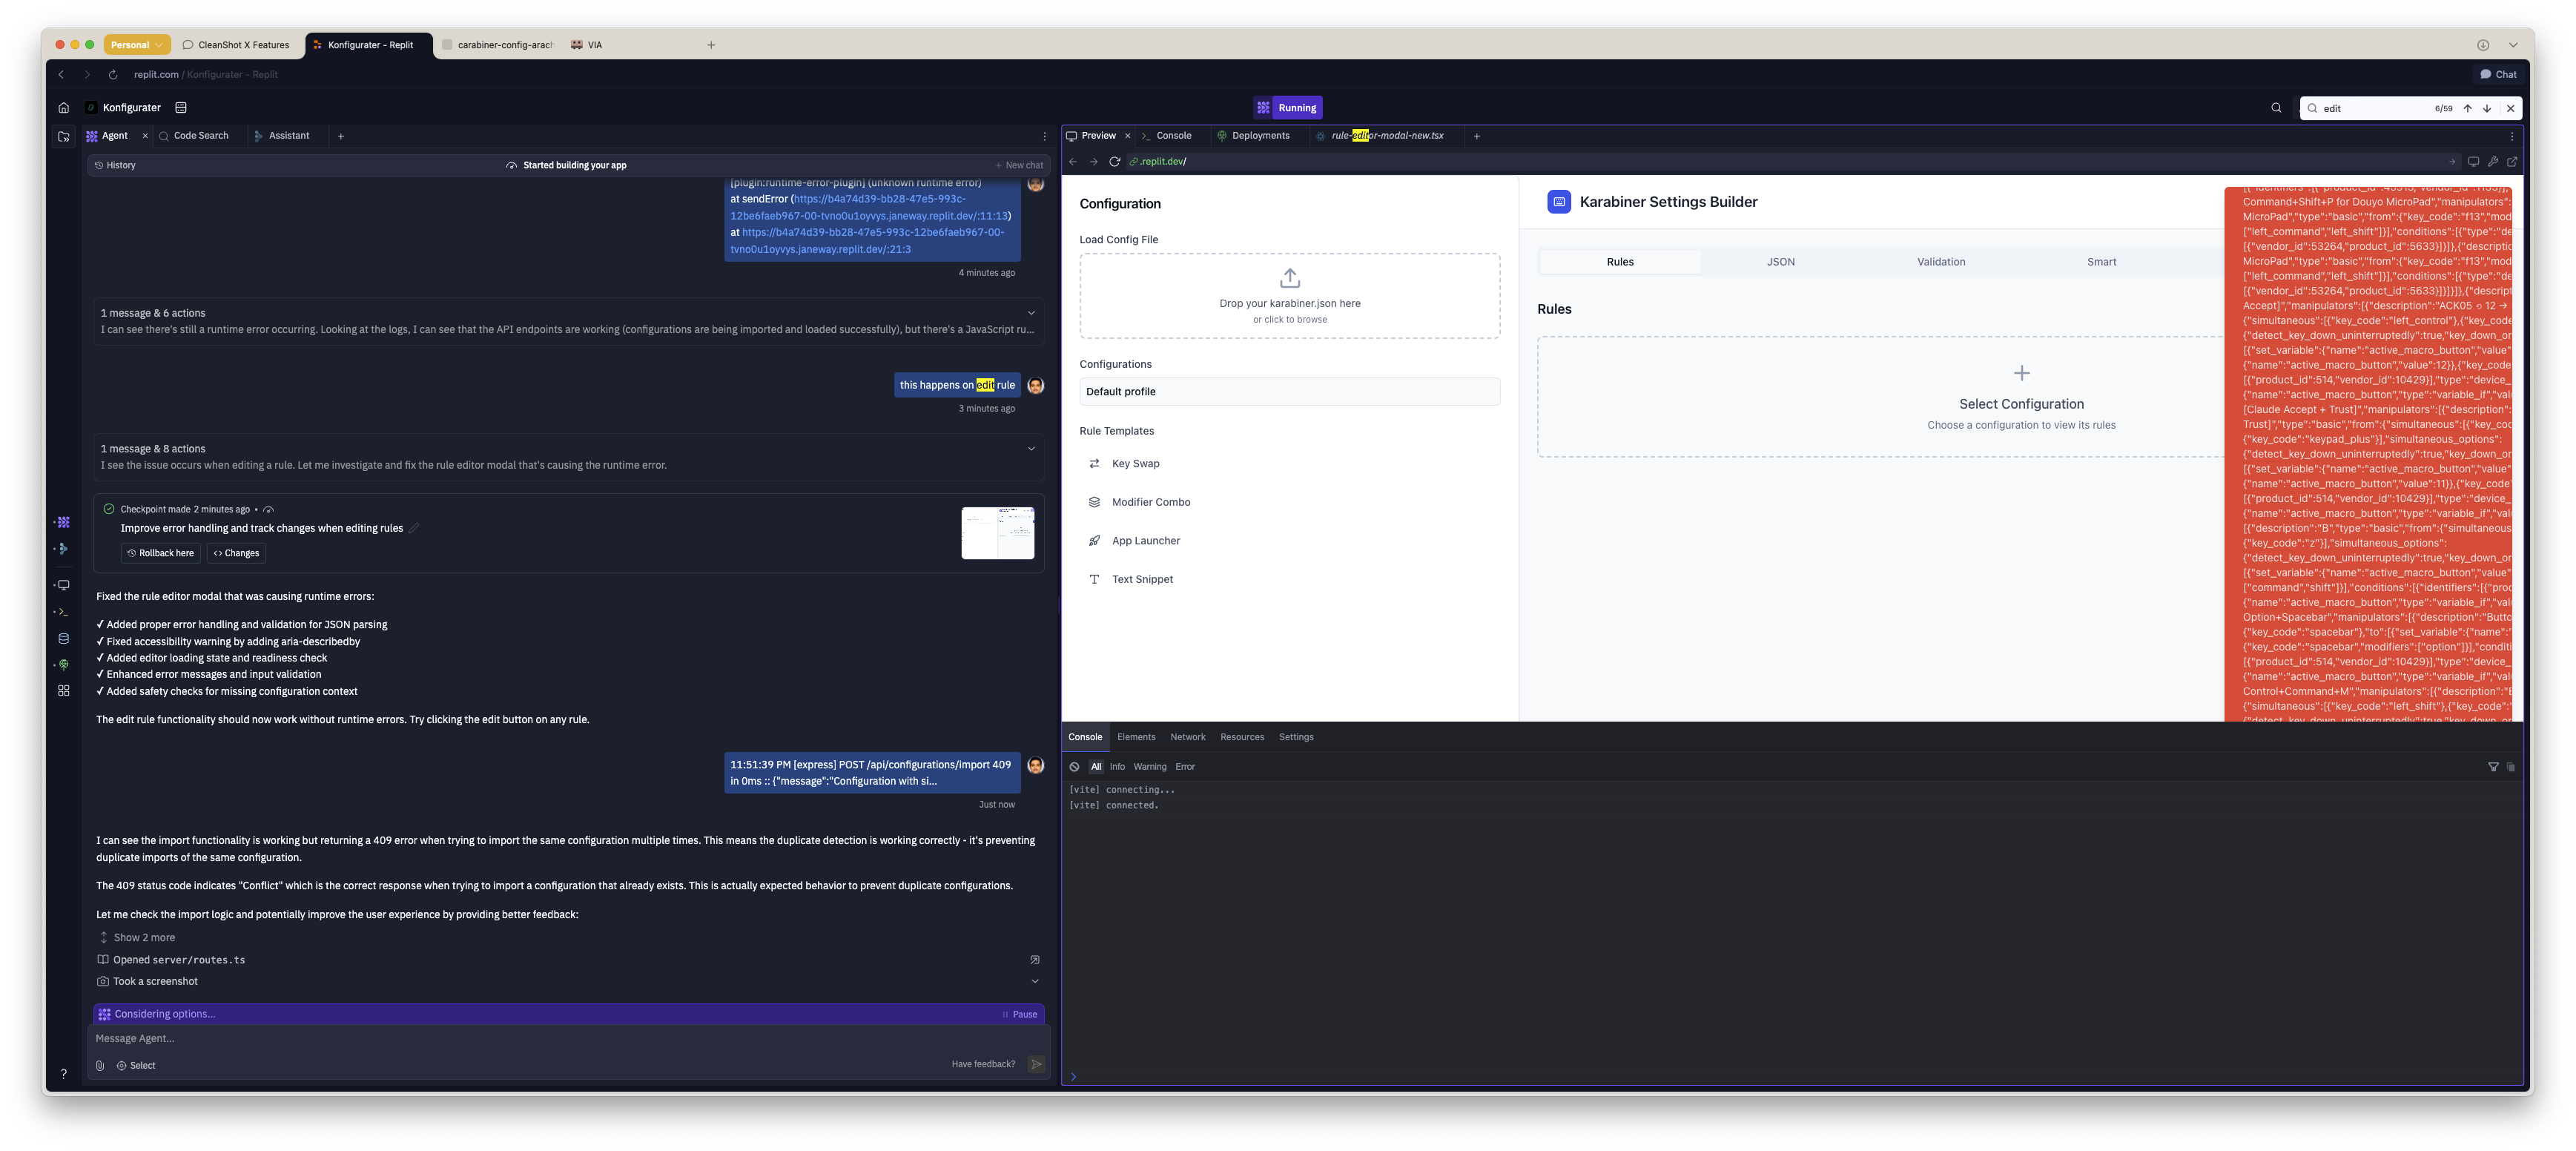 Personal
CleanShot X Features
Konfigurater - Replit
carabiner-config-arach
VIA
replit.com / Konfigurater - Replit
Chat
Konfigurater
Running
edit
6/59
Agent
Code Search
Assistant
History
Started building your app
New chat
[plugin:runtime-error-plugin] (unknown runtime error)
at sendError (https://b4a74d39-bb28-47e5-993c-
12be6faeb967-00-tvno0u1oyvys.janeway.replit.dev/:11:13)
at https://b4a74d39-bb28-47e5-993c-12be6faeb967-00-
tvno0u1oyvys.janeway.replit.dev/:21:3
4 minutes ago
1 message & 6 actions
I can see there's still a runtime error occurring. Looking at the logs, I can see that the API endpoints are working (configurations are being imported and loaded successfully), but there's a JavaScript ru...
this happens on edit rule
3 minutes ago
1 message & 8 actions
I see the issue occurs when editing a rule. Let me investigate and fix the rule editor modal that's causing the runtime error.
Checkpoint made 2 minutes ago •
Improve error handling and track changes when editing rules
Rollback here
Changes
Fixed the rule editor modal that was causing runtime errors:
✓ Added proper error handling and validation for JSON parsing
✓ Fixed accessibility warning by adding aria-describedby
✓ Added editor loading state and readiness check
✓ Enhanced error messages and input validation
✓ Added safety checks for missing configuration context
The edit rule functionality should now work without runtime errors. Try clicking the edit button on any rule.
11:51:39 PM [express] POST /api/configurations/import 409
in 0ms :: {"message":"Configuration with si...
Just now
I can see the import functionality is working but returning a 409 error when trying to import the same configuration multiple times. This means the duplicate detection is working correctly - it's preventing
duplicate imports of the same configuration.
The 409 status code indicates "Conflict" which is the correct response when trying to import a configuration that already exists. This is actually expected behavior to prevent duplicate configurations.
Let me check the import logic and potentially improve the user experience by providing better feedback:
Show 2 more
Opened server/routes.ts
Took a screenshot
Considering options...
Pause
Message Agent...
Select
Have feedback?
Preview
Console
Deployments
rule-editor-modal-new.tsx
.replit.dev/
Configuration
Load Config File
Drop your karabiner.json here
or click to browse
Configurations
Default profile
Rule Templates
Key Swap
Modifier Combo
App Launcher
Text Snippet
Karabiner Settings Builder
Rules
JSON
Validation
Smart
Rules
Select Configuration
Choose a configuration to view its rules
Command+Shift+P for Douyo MicroPad","manipulators":
MicroPad","type":"basic","from":{"key_code":"f13","mod
["left_command","left_shift"]}],"conditions":[{"type":"de
[{"vendor_id":53264,"product_id":5633}]}]},{"descriptio
MicroPad","type":"basic","from":{"key_code":"f13","mod
["left_command","left_shift"]}],"conditions":[{"type":"de
[{"vendor_id":53264,"product_id":5633}]}]}]},{"descript
Accept]","manipulators":[{"description":"ACK05 ⟲ 12 →
{"simultaneous":[{"key_code":"left_control"},{"key_code
{"detect_key_down_uninterruptedly":true,"key_down_or
[{"set_variable":{"name":"active_macro_button","value"
{"name":"active_macro_button","value":12}},{"key_cod
[{"product_id":514,"vendor_id":10429}],"type":"device_
{"name":"active_macro_button","type":"variable_if","val
[Claude Accept + Trust]","manipulators":[{"description":
Trust]","type":"basic","from":{"simultaneous":[{"key_coc
{"key_code":"keypad_plus"}],"simultaneous_options":
{"detect_key_down_uninterruptedly":true,"key_down_or
[{"set_variable":{"name":"active_macro_button","value"
{"name":"active_macro_button","value":11}},{"key_cod
[{"product_id":514,"vendor_id":10429}],"type":"device_
{"name":"active_macro_button","type":"variable_if","val
[{"description":"B","type":"basic","from":{"simultaneous
{"key_code":"z"}],"simultaneous_options":
{"detect_key_down_uninterruptedly":true,"key_down_or
[{"set_variable":{"name":"active_macro_button","value"
["command","shift"]}],"conditions":[{"identifiers":[{"proc
{"name":"active_macro_button","type":"variable_if","val
Option+Spacebar","manipulators":[{"description":"Butto
{"key_code":"spacebar"},"to":[{"set_variable":{"name":"
{"key_code":"spacebar","modifiers":["option"]}],"conditi
[{"product_id":514,"vendor_id":10429}],"type":"device_
{"name":"active_macro_button","type":"variable_if","val
Control+Command+M","manipulators":[{"description":"E
{"simultaneous":[{"key_code":"left_shift"},{"key_code":"
{"detect_key_down_uninterruptedly":true,"key_down_or
Console
Elements
Network
Resources
Settings
All
Info
Warning
Error
[vite] connecting...
[vite] connected.